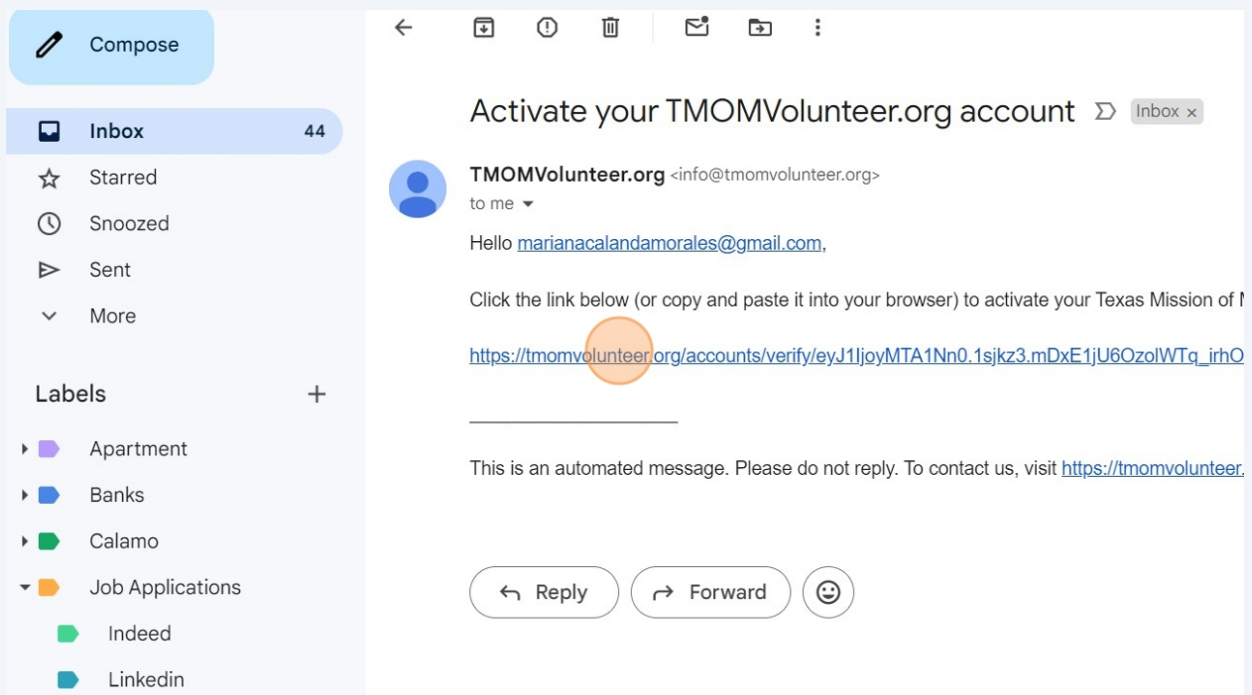 Compose
Inbox 44
Starred
Snoozed
Sent
More
Labels
Apartment
Banks
Calamo
Job Applications
Indeed
Linkedin
Activate your TMOMVolunteer.org account Inbox x
TMOMVolunteer.org <info@tmomvolunteer.org>
to me
Hello marianacalandamorales@gmail.com,
Click the link below (or copy and paste it into your browser) to activate your Texas Mission of
https://tmomvolunteer.org/accounts/verify/eyJ1IjoyMTA1Nn0.1sjkz3.mDxE1jU6OzolWTq_irhO
This is an automated message. Please do not reply. To contact us, visit https://tmomvolunteer.
Reply
Forward